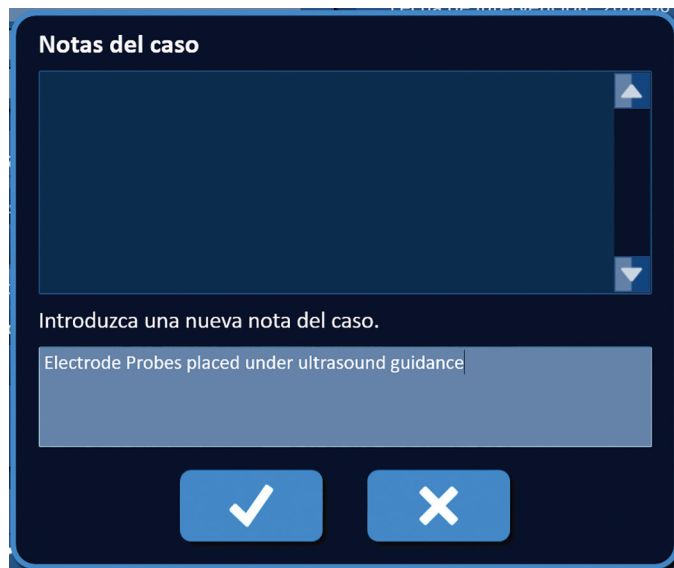 Notas del caso
Introduzca una nueva nota del caso.
Electrode Probes placed under ultrasound guidance